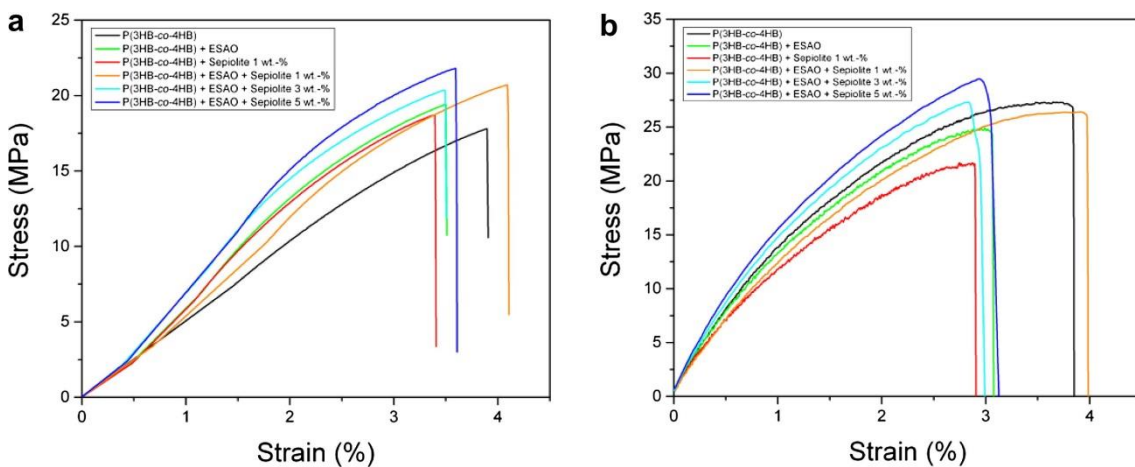 a
25
20
15
10
5
0
Stress (MPa)
P(3HB-co-4HB)
P(3HB-co-4HB) + ESAO
P(3HB-co-4HB) + Sepiolite 1 wt.-%
P(3HB-co-4HB) + ESAO + Sepiolite 1 wt.-%
P(3HB-co-4HB) + ESAO + Sepiolite 3 wt.-%
P(3HB-co-4HB) + ESAO + Sepiolite 5 wt.-%
0 1 2 3 4
Strain (%)
b
35
30
25
20
15
10
5
0
Stress (MPa)
P(3HB-co-4HB)
P(3HB-co-4HB) + ESAO
P(3HB-co-4HB) + Sepiolite 1 wt.-%
P(3HB-co-4HB) + ESAO + Sepiolite 1 wt.-%
P(3HB-co-4HB) + ESAO + Sepiolite 3 wt.-%
P(3HB-co-4HB) + ESAO + Sepiolite 5 wt.-%
0 1 2 3 4
Strain (%)